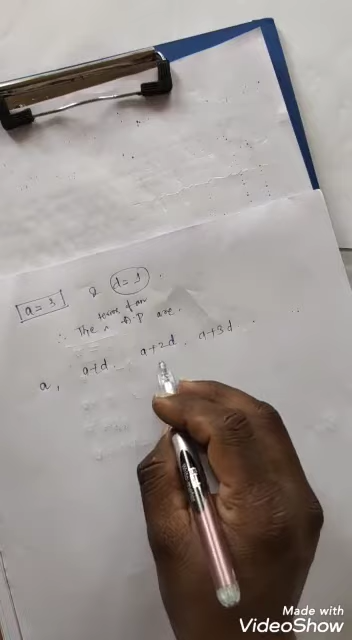 a = 3 & d = 1 .
terms of an
∴ The A.P are.
a, a+d a+2d a+3d . ..
Made with
VideoShow